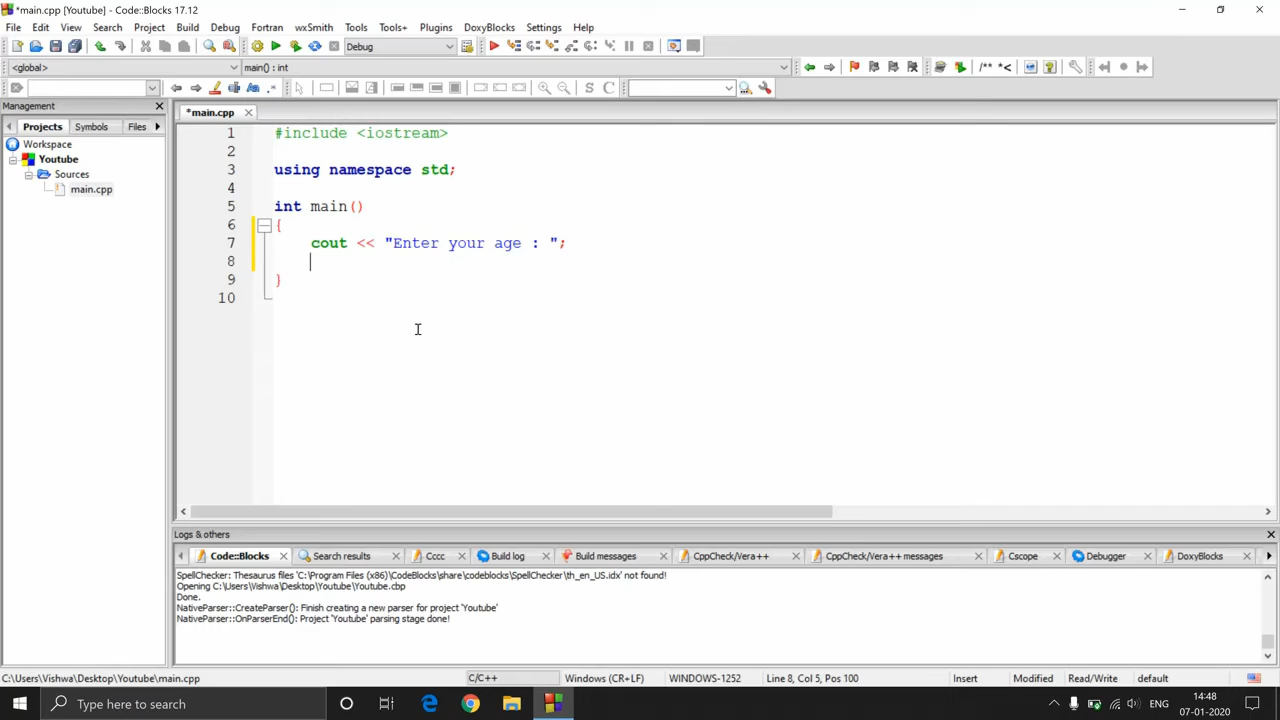 *main.cpp [Youtube] - Code::Blocks 17.12
File Edit View Search Project Build Debug Fortran wxSmith Tools Tools+ Plugins DoxyBlocks Settings Help
Debug
<global> main() : int
/** *<
S C
Management
Projects Symbols Files
Workspace
Youtube
Sources
main.cpp
*main.cpp
1 #include <iostream>
2
3 using namespace std;
4
5 int main()
6 {
7 cout << "Enter your age : ";
8
9 }
10
Logs & others
Code::Blocks Search results Cccc Build log Build messages CppCheck/Vera++ CppCheck/Vera++ messages Cscope Debugger DoxyBlocks
SpellChecker: Thesaurus files 'C:\Program Files (x86)\CodeBlocks\share\codeblocks\SpellChecker\th_en_US.idx' not found!
Opening C:\Users\Vishwa\Desktop\Youtube\Youtube.cbp
Done.
NativeParser::CreateParser(): Finish creating a new parser for project 'Youtube'
NativeParser::OnParserEnd(): Project 'Youtube' parsing stage done!
C:\Users\Vishwa\Desktop\Youtube\main.cpp C/C++ Windows (CR+LF) WINDOWS-1252 Line 8, Col 5, Pos 100 Insert Modified Read/Write default
Type here to search
ENG
14:48
07-01-2020